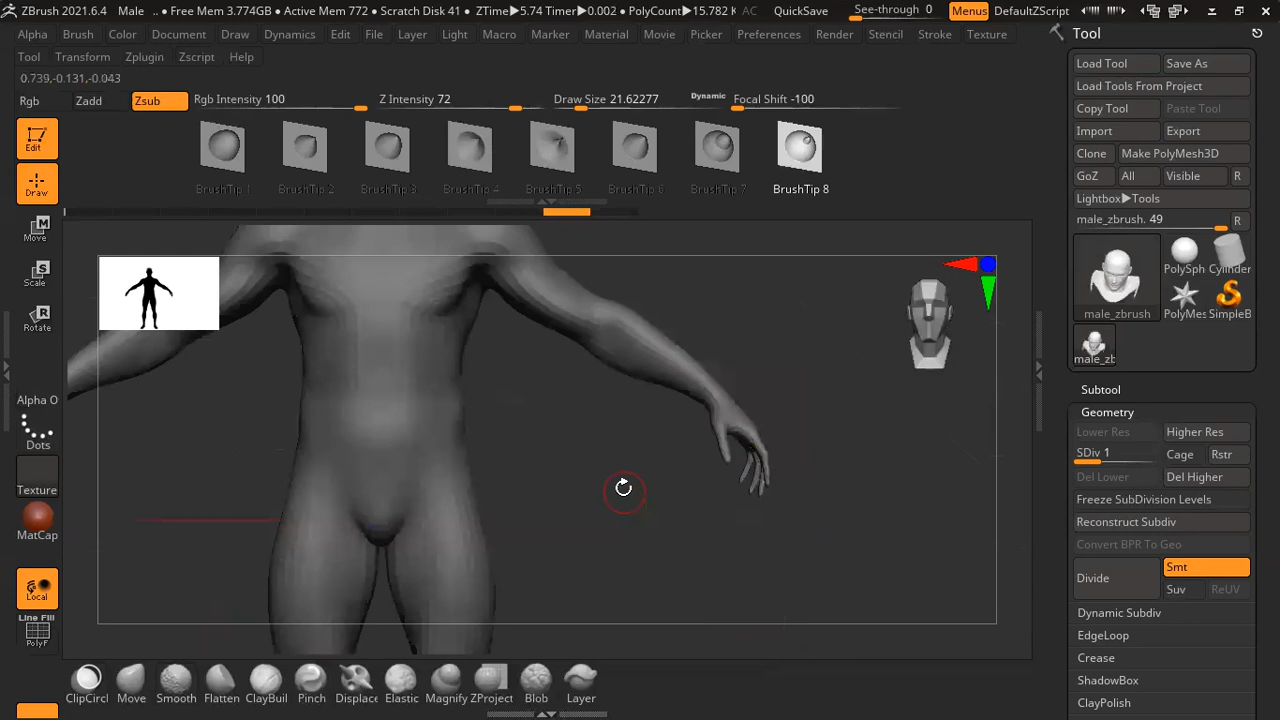 ZBrush 2021.6.4 Male .. • Free Mem 3.774GB • Active Mem 772 • Scratch Disk 41 • ZTime▶5.74 Timer▶0.002 • PolyCount▶15.782 K AC QuickSave See-through 0 Menus DefaultZScript
Alpha Brush Color Document Draw Dynamics Edit File Layer Light Macro Marker Material Movie Picker Preferences Render Stencil Stroke Texture
Tool Transform Zplugin Zscript Help
0.739,-0.131,-0.043
Rgb Zadd Zsub Rgb Intensity 100 Z Intensity 72 Draw Size 21.62277 Dynamic Focal Shift -100
BrushTip 1 BrushTip 2 BrushTip 3 BrushTip 4 BrushTip 5 BrushTip 6 BrushTip 7 BrushTip 8
Edit
Draw
Move
Scale
Rotate
Alpha O
Dots
Texture
MatCap
Local
Line Fill
PolyF
ClipCircl Move Smooth Flatten ClayBuil Pinch Displace Elastic Magnify ZProject Blob Layer
Tool
Load Tool Save As
Load Tools From Project
Copy Tool Paste Tool
Import Export
Clone Make PolyMesh3D
GoZ All Visible R
Lightbox▶Tools
male_zbrush. 49 R
PolySph Cylinder
male_zbrush PolyMes SimpleB
male_zb
Subtool
Geometry
Lower Res Higher Res
SDiv 1 Cage Rstr
Del Lower Del Higher
Freeze SubDivision Levels
Reconstruct Subdiv
Convert BPR To Geo
Divide Smt
Suv ReUV
Dynamic Subdiv
EdgeLoop
Crease
ShadowBox
ClayPolish